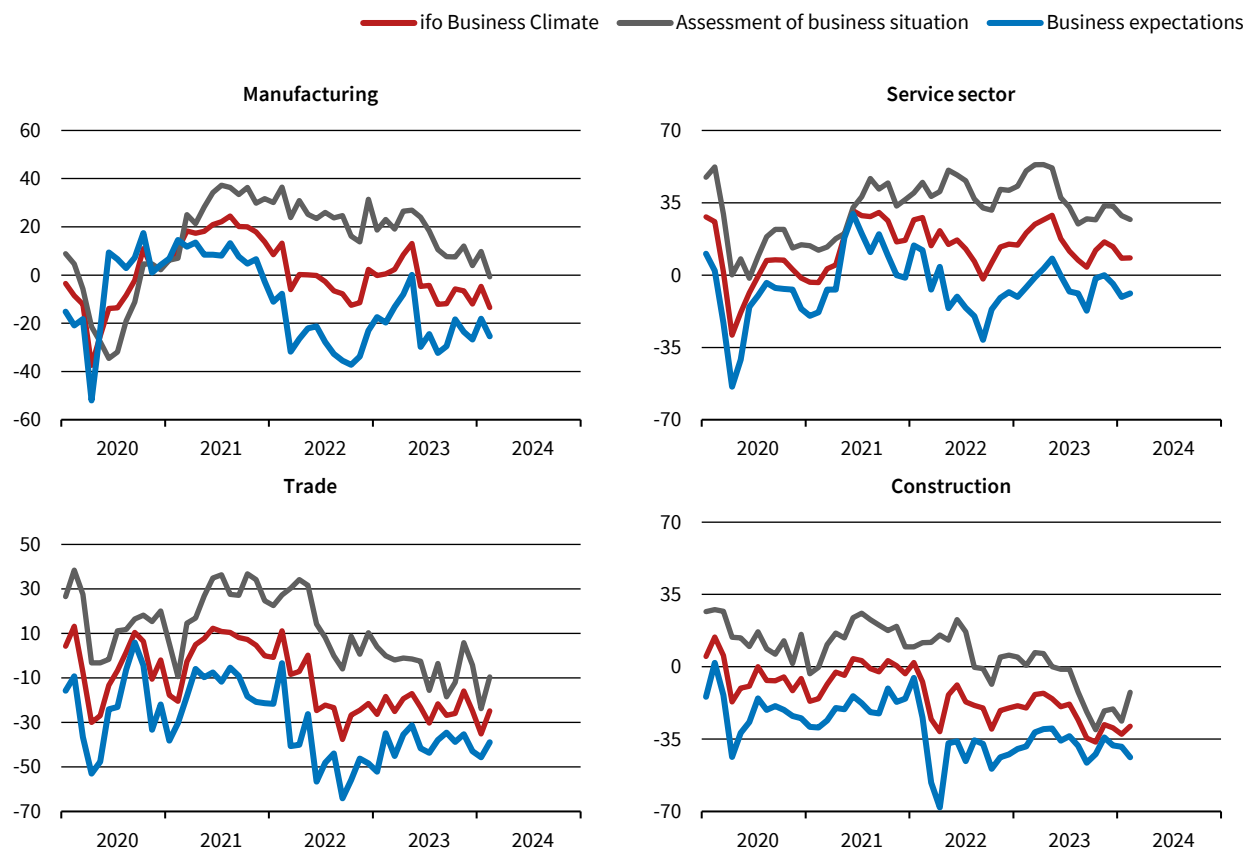 ifo Business Climate Assessment of business situation Business expectations
Manufacturing
60
40
20
0
-20
-40
-60
2020 2021 2022 2023 2024
Service sector
70
35
0
-35
-70
2020 2021 2022 2023 2024
Trade
50
30
10
-10
-30
-50
-70
2020 2021 2022 2023 2024
Construction
70
35
0
-35
-70
2020 2021 2022 2023 2024